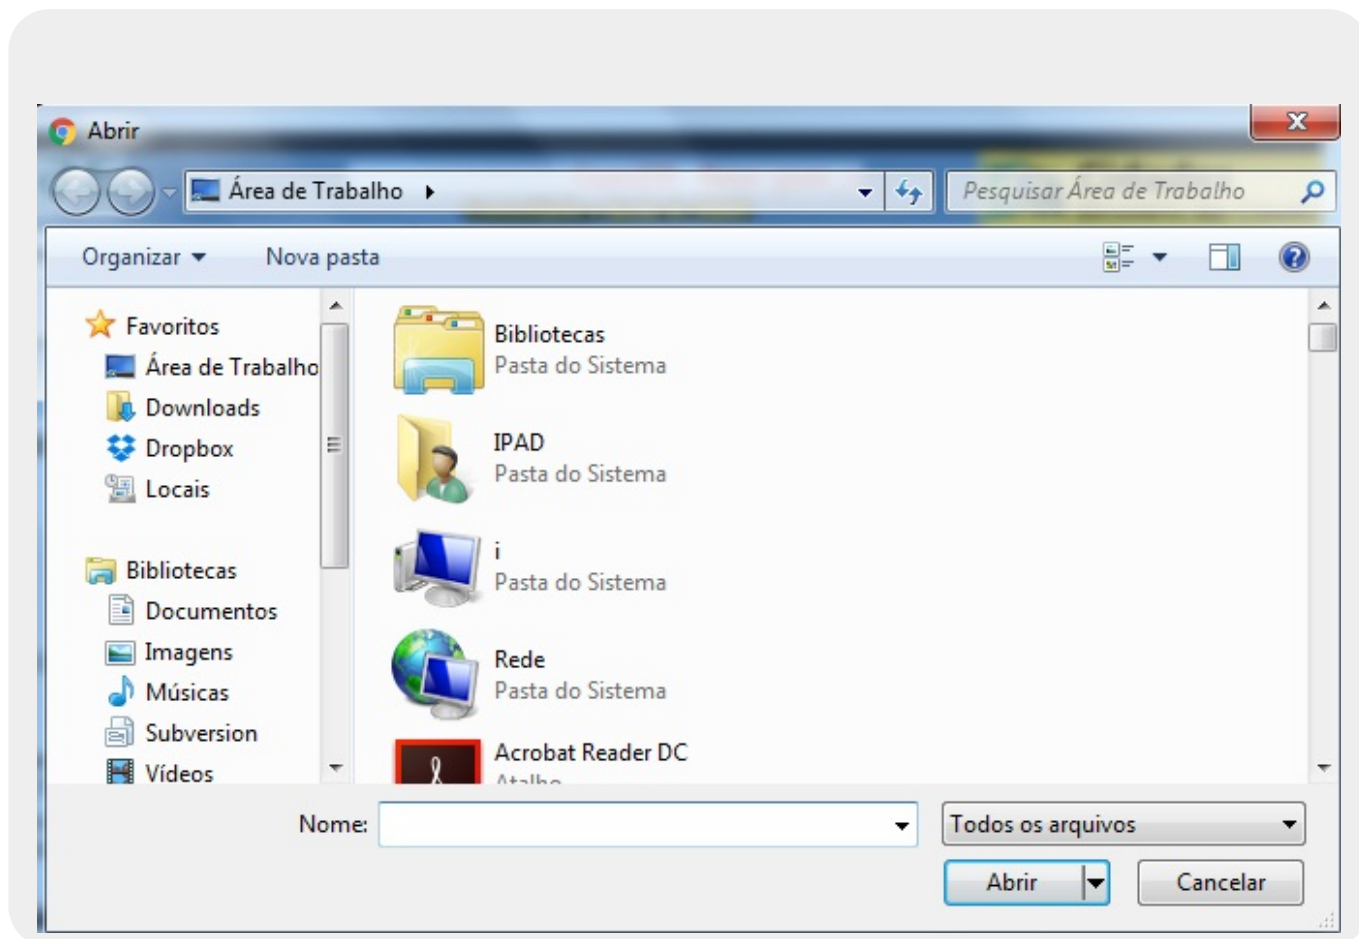 Abrir
Área de Trabalho
Pesquisar Área de Trabalho
Organizar
Nova pasta
Favoritos
Área de Trabalho
Downloads
Dropbox
Locais
Bibliotecas
Documentos
Imagens
Músicas
Subversion
Vídeos
Bibliotecas
Pasta do Sistema
IPAD
Pasta do Sistema
i
Pasta do Sistema
Rede
Pasta do Sistema
Acrobat Reader DC
Atalho
Nome:
Todos os arquivos
Abrir
Cancelar